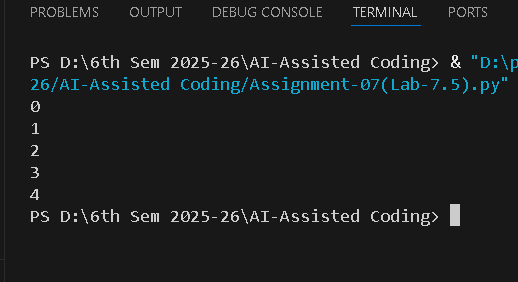 PROBLEMS OUTPUT DEBUG CONSOLE TERMINAL PORTS
PS D:\6th Sem 2025-26\AI-Assisted Coding> & "D:\p
26/AI-Assisted Coding/Assignment-07(Lab-7.5).py"
0
1
2
3
4
PS D:\6th Sem 2025-26\AI-Assisted Coding>